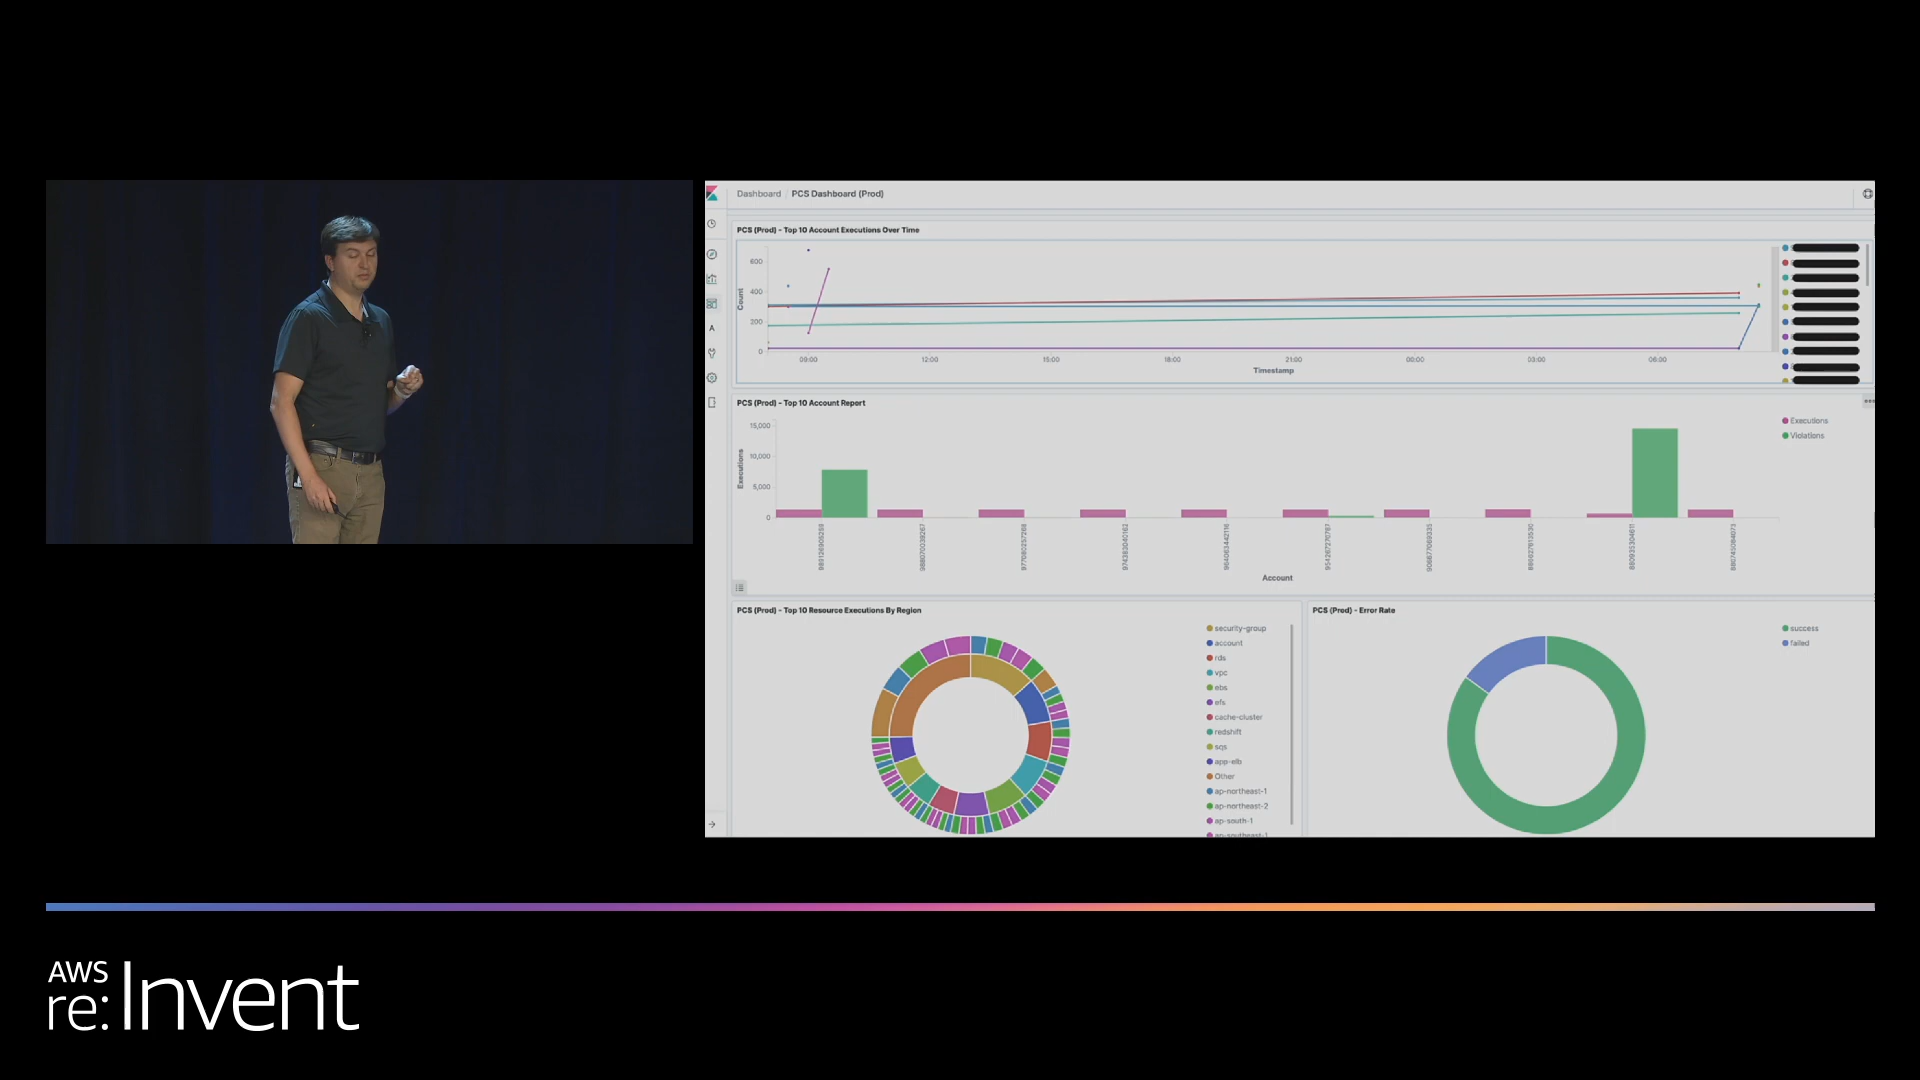 Dashboard / PCS Dashboard (Prod)
PCS (Prod) - Top 10 Account Executions Over Time
600
400
200
0
Count
09:00 12:00 15:00 18:00 21:00 00:00 03:00 06:00
Timestamp
A
PCS (Prod) - Top 10 Account Report
15,000
10,000
5,000
0
Executions
Account
Executions
Violations
PCS (Prod) - Top 10 Resource Executions By Region
security-group
account
rds
vpc
ebs
efs
cache-cluster
redshift
sqs
app-elb
Other
ap-northeast-1
ap-northeast-2
ap-south-1
ap-southeast-1
PCS (Prod) - Error Rate
success
failed
AWS
re:Invent